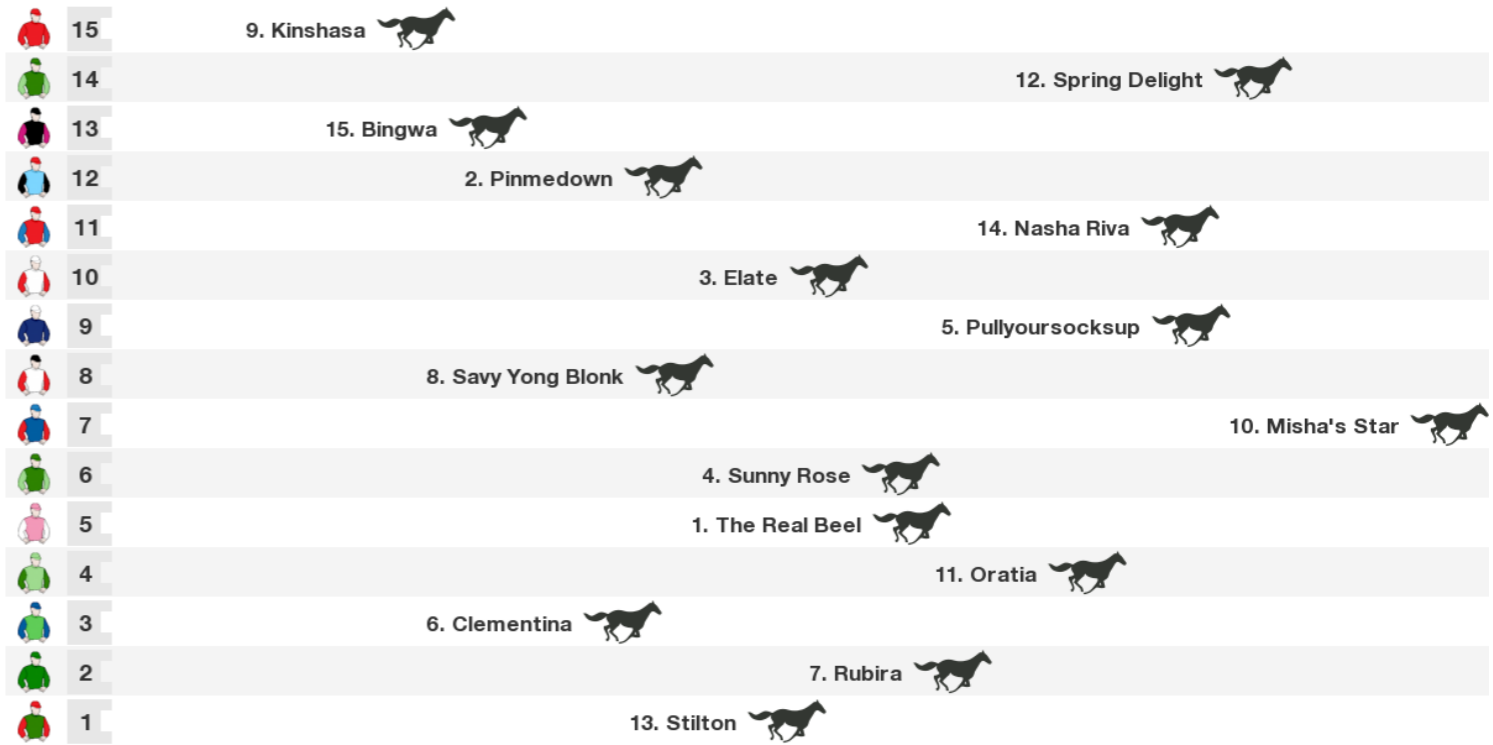 15 9. Kinshasa
14 12. Spring Delight
13 15. Bingwa
12 2. Pinmedown
11 14. Nasha Riva
10 3. Elate
9 5. Pullyoursocksup
8 8. Savy Yong Blonk
7 10. Misha's Star
6 4. Sunny Rose
5 1. The Real Beel
4 11. Oratia
3 6. Clementina
2 7. Rubira
1 13. Stilton